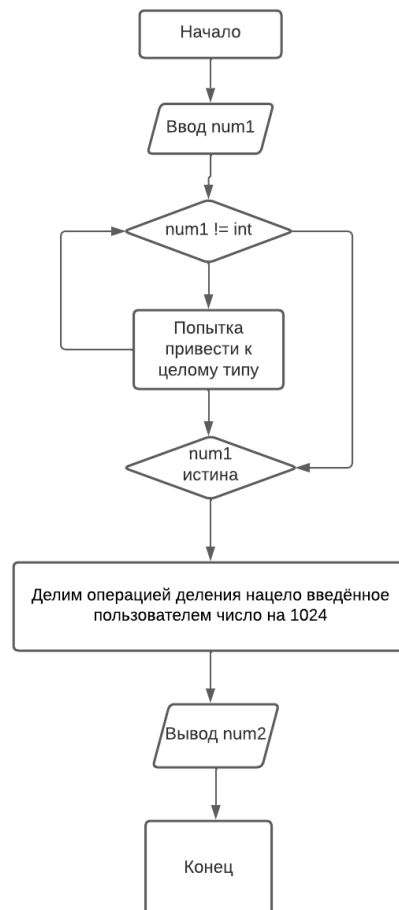 Начало
Ввод num1
num1 != int
Попытка
привести к
целому типу
num1
истина
Делим операцией деления нацело введённое
пользователем число на 1024
Вывод num2
Конец